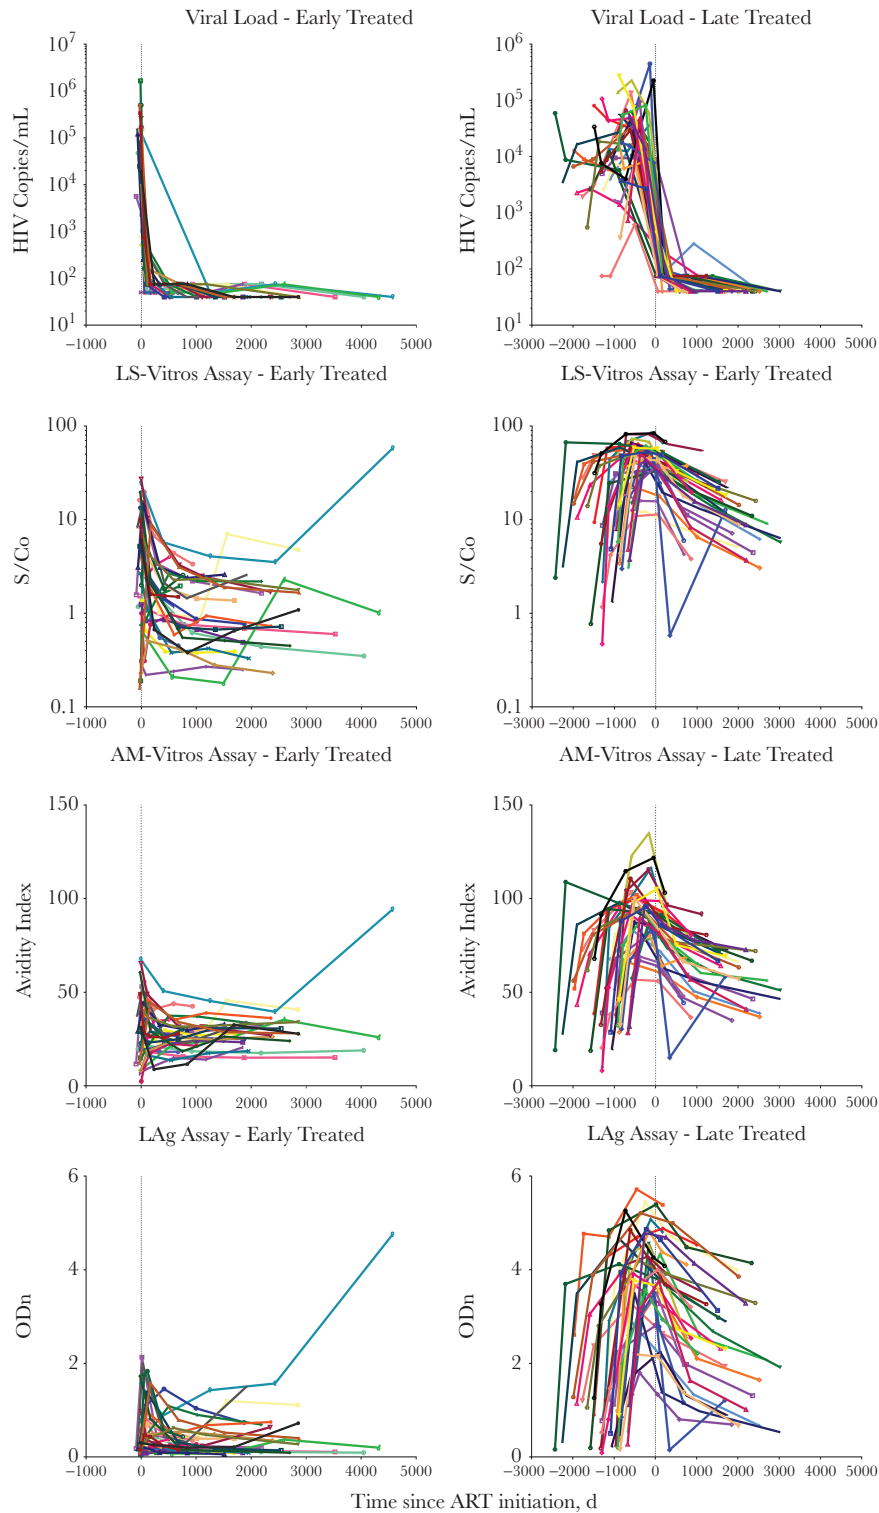 Viral Load - Early Treated
Viral Load - Late Treated
HIV Copies/mL
10⁷
10⁶
10⁵
10⁴
10³
10²
10¹
−1000 0 1000 2000 3000 4000 5000
HIV Copies/mL
10⁶
10⁵
10⁴
10³
10²
10¹
−3000 −2000 −1000 0 1000 2000 3000 4000 5000
LS-Vitros Assay - Early Treated
LS-Vitros Assay - Early Treated
S/Co
100
10
1
0.1
−1000 0 1000 2000 3000 4000 5000
S/Co
100
10
1
0.1
−3000 −2000 −1000 0 1000 2000 3000 4000 5000
AM-Vitros Assay - Early Treated
AM-Vitros Assay - Late Treated
Avidity Index
150
100
50
0
−1000 0 1000 2000 3000 4000 5000
Avidity Index
150
100
50
0
−3000 −2000 −1000 0 1000 2000 3000 4000 5000
LAg Assay - Early Treated
LAg Assay - Late Treated
ODn
6
4
2
0
−1000 0 1000 2000 3000 4000 5000
ODn
6
4
2
0
−3000 −2000 −1000 0 1000 2000 3000 4000 5000
Time since ART initiation, d